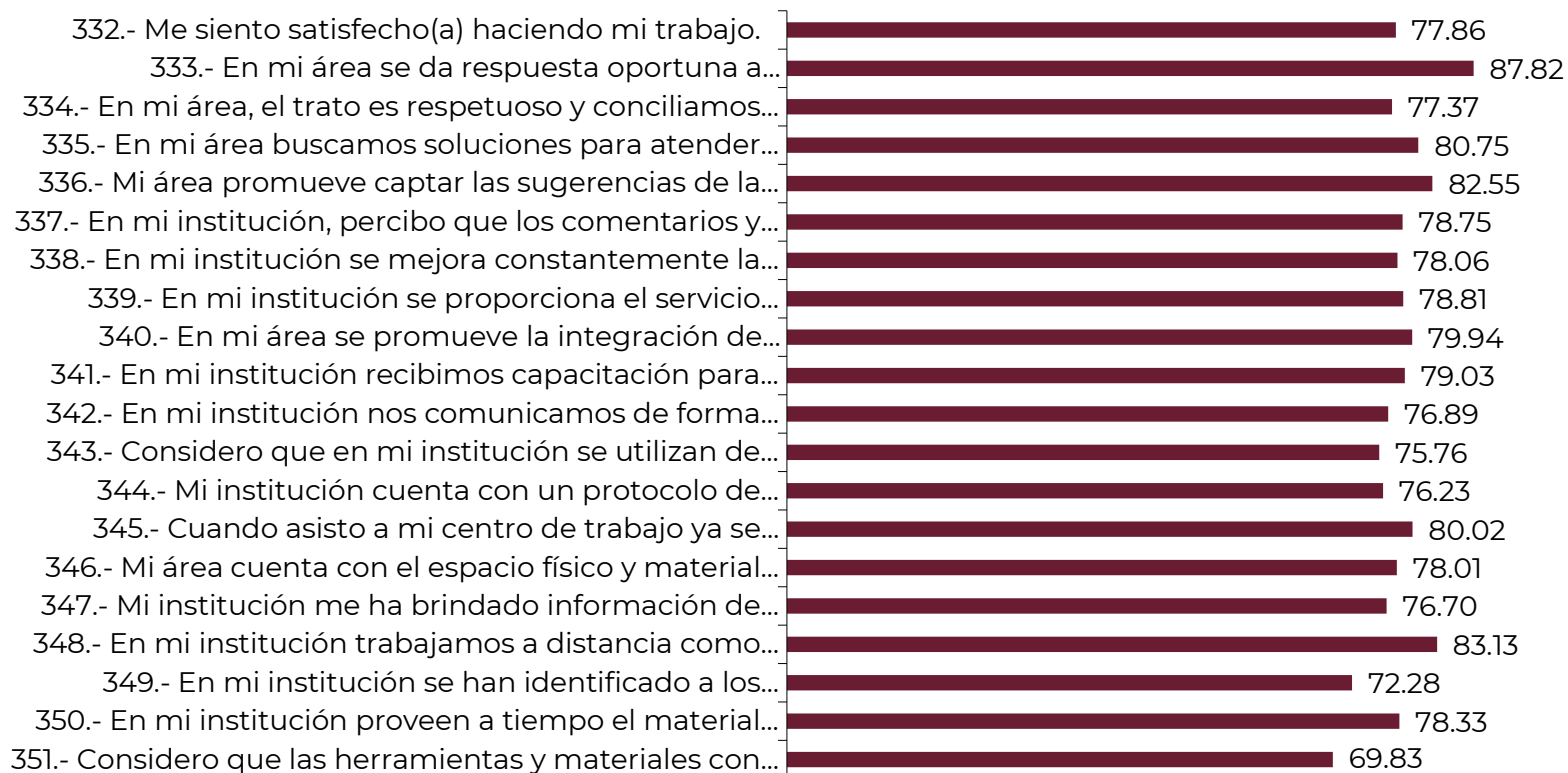 332.- Me siento satisfecho(a) haciendo mi trabajo. 77.86
333.- En mi área se da respuesta oportuna a... 87.82
334.- En mi área, el trato es respetuoso y conciliamos... 77.37
335.- En mi área buscamos soluciones para atender... 80.75
336.- Mi área promueve captar las sugerencias de la... 82.55
337.- En mi institución, percibo que los comentarios y... 78.75
338.- En mi institución se mejora constantemente la... 78.06
339.- En mi institución se proporciona el servicio... 78.81
340.- En mi área se promueve la integración de... 79.94
341.- En mi institución recibimos capacitación para... 79.03
342.- En mi institución nos comunicamos de forma... 76.89
343.- Considero que en mi institución se utilizan de... 75.76
344.- Mi institución cuenta con un protocolo de... 76.23
345.- Cuando asisto a mi centro de trabajo ya se... 80.02
346.- Mi área cuenta con el espacio físico y material... 78.01
347.- Mi institución me ha brindado información de... 76.70
348.- En mi institución trabajamos a distancia como... 83.13
349.- En mi institución se han identificado a los... 72.28
350.- En mi institución proveen a tiempo el material... 78.33
351.- Considero que las herramientas y materiales con... 69.83